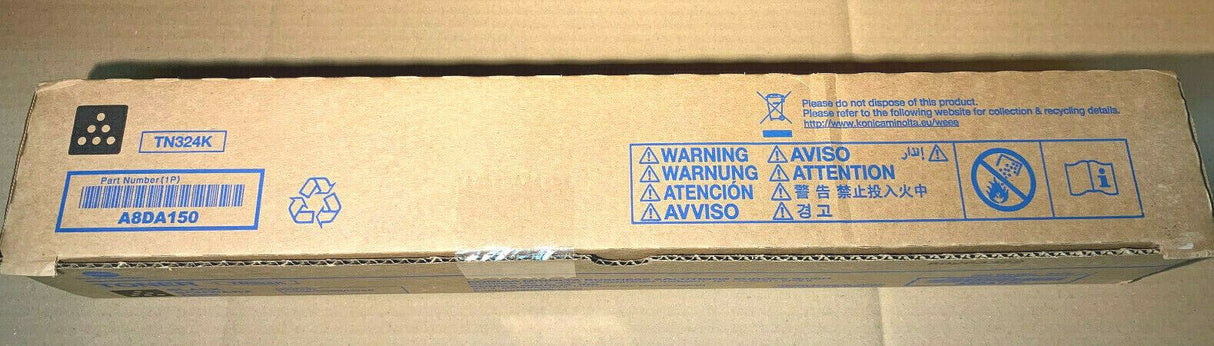 TN324K
Part Number(1P)
A8DA150
Please do not dispose of this product.
Please refer to the following website for collection & recycling details.
http://www.konicaminolta.eu/weee
WARNING
WARNUNG
ATENCIÓN
AVVISO
AVISO
ATTENTION
警告 禁止投入火中
경고
إنذار
TONER